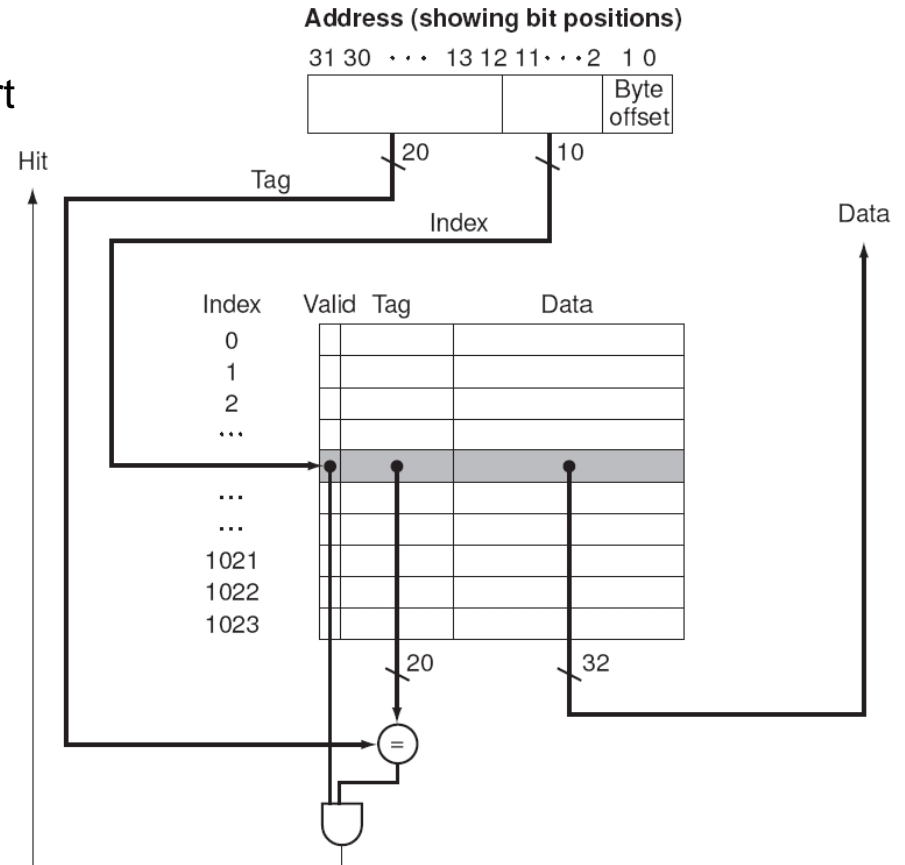 Address (showing bit positions)
31 30 ··· 13 12 11···2 1 0
Byte
offset
20
10
Hit
Tag
Index
Data
Index Valid Tag Data
0
1
2
...
...
...
1021
1022
1023
20
32
=